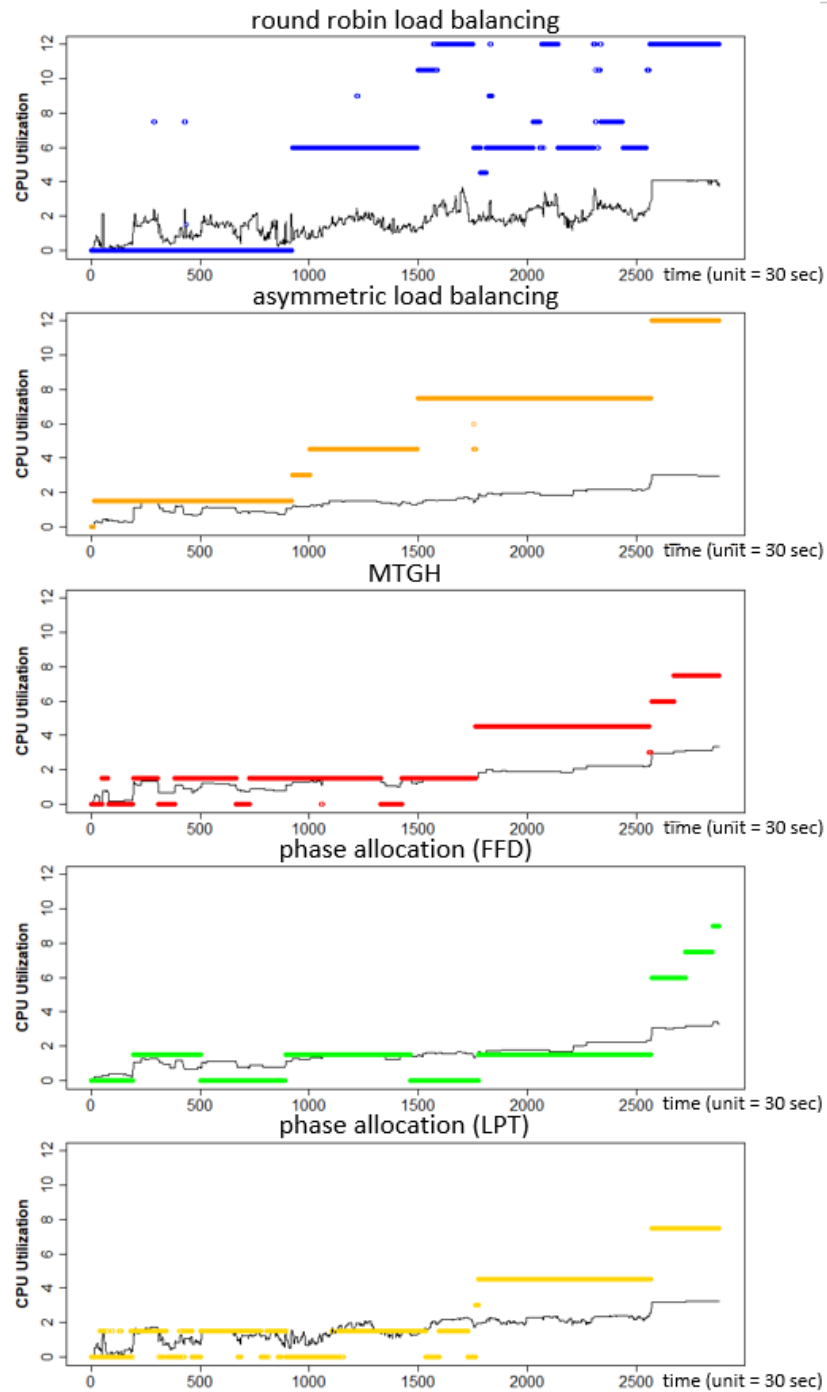 round robin load balancing
CPU Utilization
12
10
8
6
4
2
0
0 500 1000 1500 2000 2500 time (unit = 30 sec)
asymmetric load balancing
CPU Utilization
12
10
8
6
4
2
0
0 500 1000 1500 2000 2500 time (unit = 30 sec)
MTGH
CPU Utilization
12
10
8
6
4
2
0
0 500 1000 1500 2000 2500 time (unit = 30 sec)
phase allocation (FFD)
CPU Utilization
12
10
8
6
4
2
0
0 500 1000 1500 2000 2500 time (unit = 30 sec)
phase allocation (LPT)
CPU Utilization
12
10
8
6
4
2
0
0 500 1000 1500 2000 2500 time (unit = 30 sec)